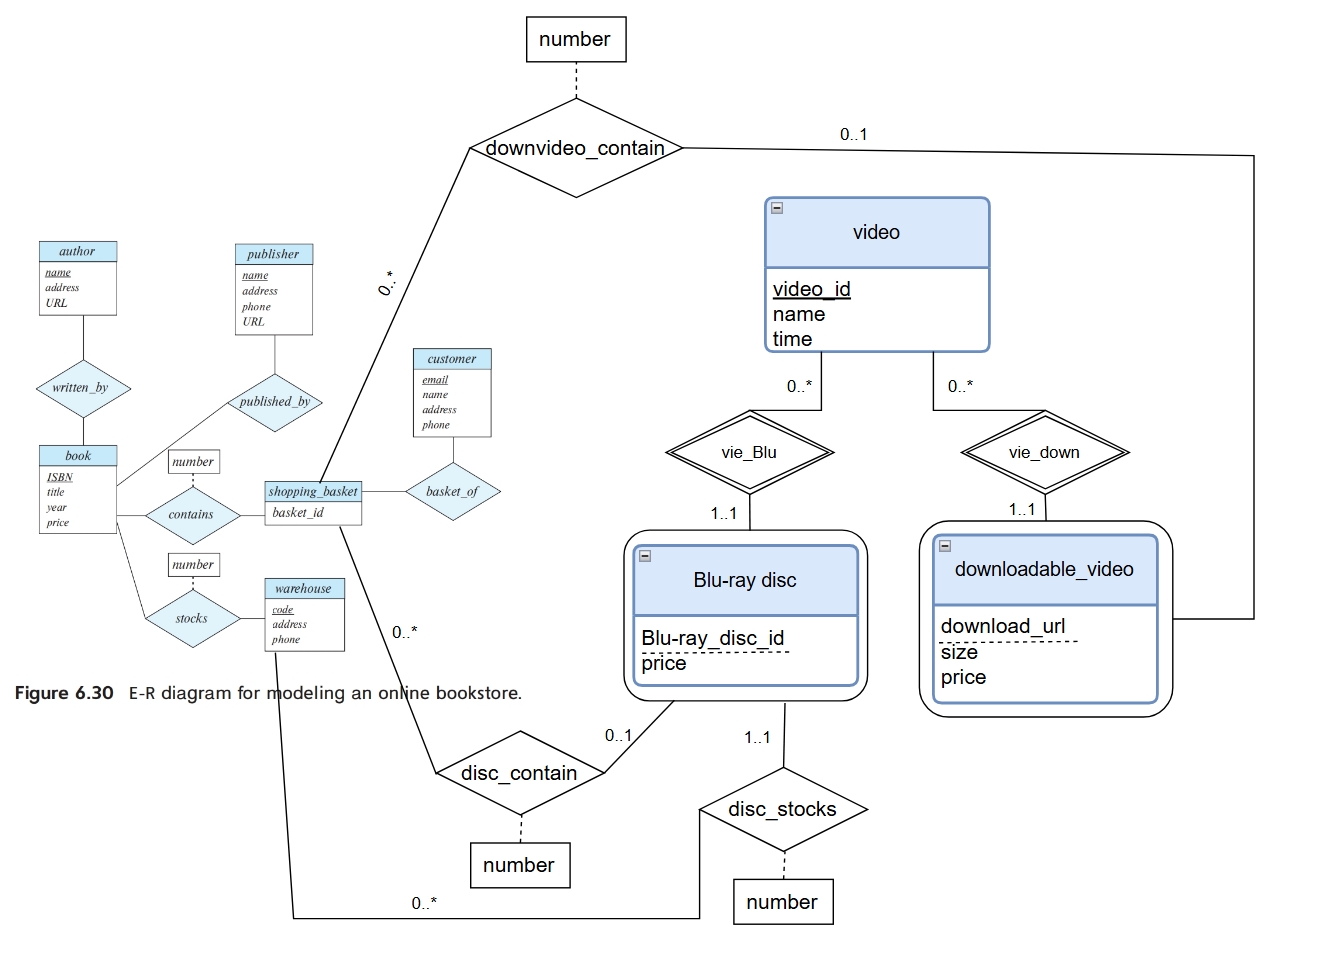 number
downvideo_contain
0..1
0..*
video
video_id
name
time
author
name
address
URL
publisher
name
address
phone
URL
customer
email
name
address
phone
written_by
published_by
0..*
0..*
book
ISBN
title
year
price
number
contains
shopping_basket
basket_id
basket_of
vie_Blu
vie_down
1..1
1..1
number
stocks
warehouse
code
address
phone
Blu-ray disc
Blu-ray_disc_id
price
downloadable_video
download_url
size
price
0..*
Figure 6.30 E-R diagram for modeling an online bookstore.
0..1
1..1
disc_contain
disc_stocks
number
number
0..*